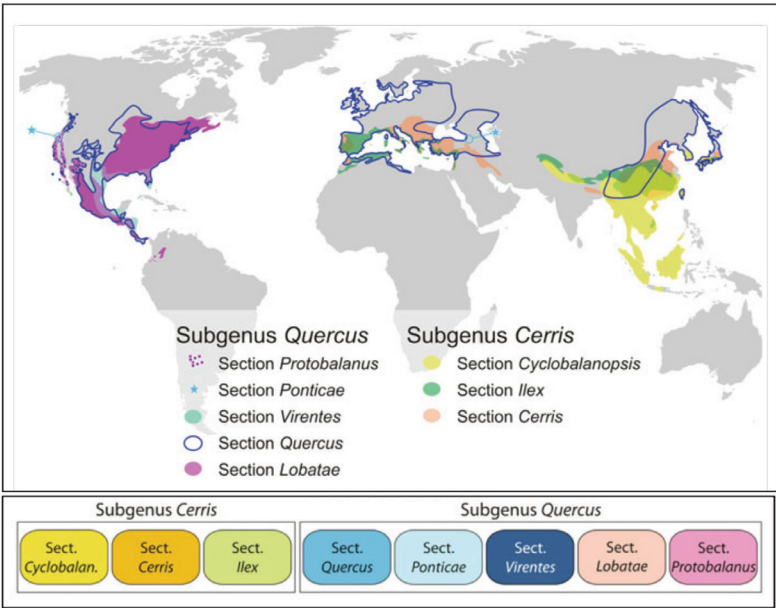 Subgenus Quercus
Section Protobalanus
Section Ponticae
Section Virentes
Section Quercus
Section Lobatae
Subgenus Cerris
Section Cyclobalanopsis
Section Ilex
Section Cerris
Subgenus Cerris
Sect. Cyclobalan.
Sect. Cerris
Sect. Ilex
Subgenus Quercus
Sect. Quercus
Sect. Ponticae
Sect. Virentes
Sect. Lobatae
Sect. Protobalanus